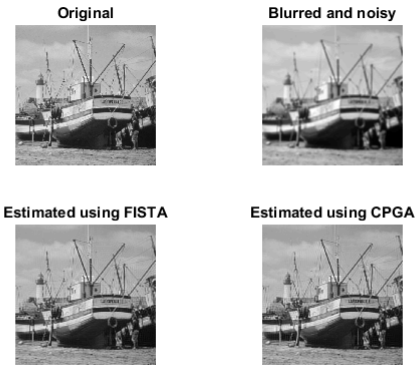 Original
Blurred and noisy
Estimated using FISTA
Estimated using CPGA